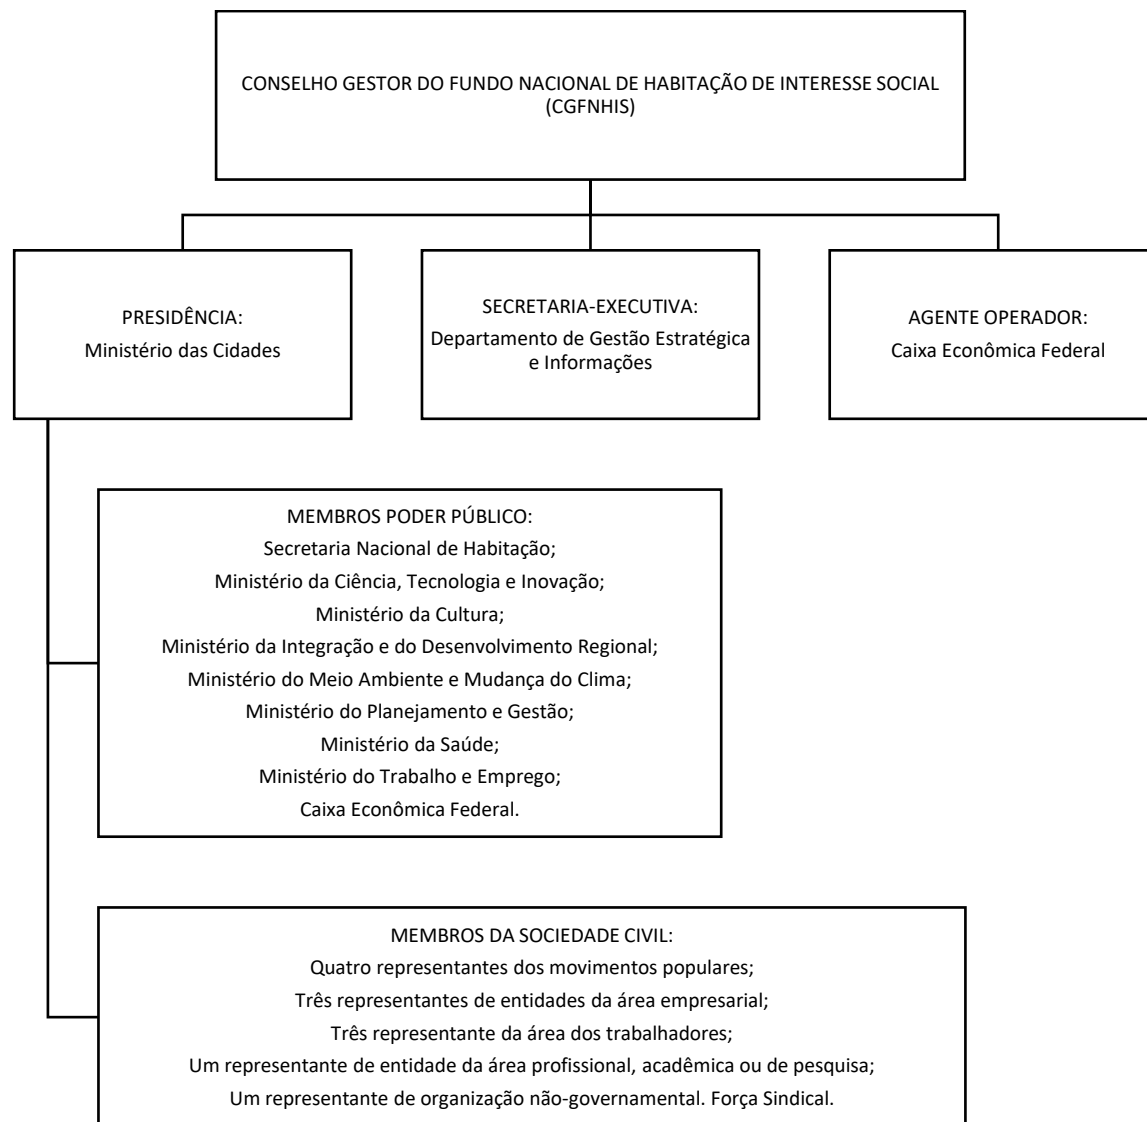 CONSELHO GESTOR DO FUNDO NACIONAL DE HABITAÇÃO DE INTERESSE SOCIAL
(CGFNHIS)
PRESIDÊNCIA:
Ministério das Cidades
SECRETARIA-EXECUTIVA:
Departamento de Gestão Estratégica
e Informações
AGENTE OPERADOR:
Caixa Econômica Federal
MEMBROS PODER PÚBLICO:
Secretaria Nacional de Habitação;
Ministério da Ciência, Tecnologia e Inovação;
Ministério da Cultura;
Ministério da Integração e do Desenvolvimento Regional;
Ministério do Meio Ambiente e Mudança do Clima;
Ministério do Planejamento e Gestão;
Ministério da Saúde;
Ministério do Trabalho e Emprego;
Caixa Econômica Federal.
MEMBROS DA SOCIEDADE CIVIL:
Quatro representantes dos movimentos populares;
Três representantes de entidades da área empresarial;
Três representante da área dos trabalhadores;
Um representante de entidade da área profissional, acadêmica ou de pesquisa;
Um representante de organização não-governamental. Força Sindical.